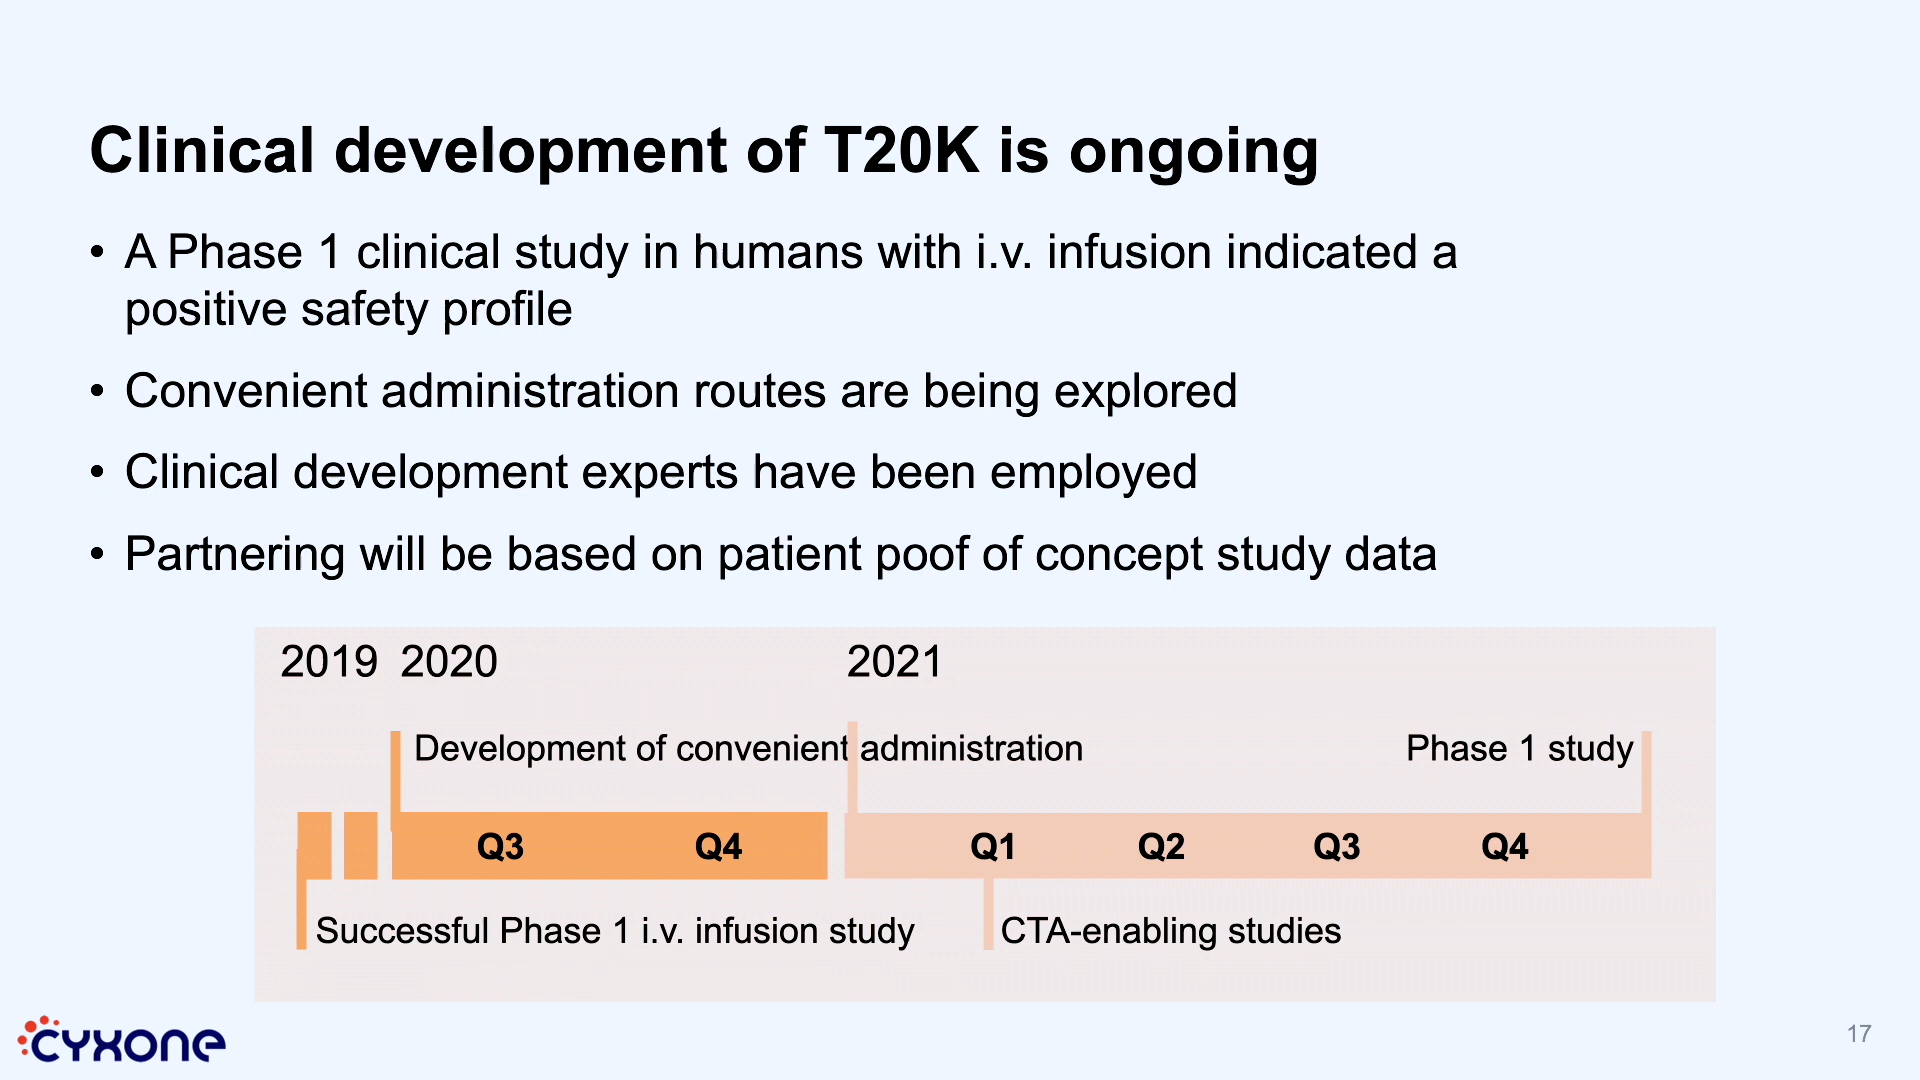 Clinical development of T20K is ongoing
• A Phase 1 clinical study in humans with i.v. infusion indicated a
positive safety profile
• Convenient administration routes are being explored
• Clinical development experts have been employed
• Partnering will be based on patient poof of concept study data
2019 2020 2021
Development of convenient administration Phase 1 study
Q3 Q4 Q1 Q2 Q3 Q4
Successful Phase 1 i.v. infusion study CTA-enabling studies
cyxone
17